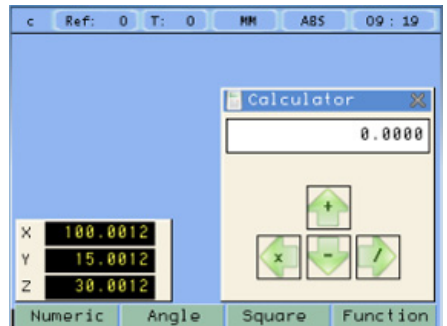 c Ref: 0 T: 0 MM ABS 09 : 19
Calculator
0.0000
+
x - /
X 100.0012
Y 15.0012
Z 30.0012
Numeric Angle Square Function